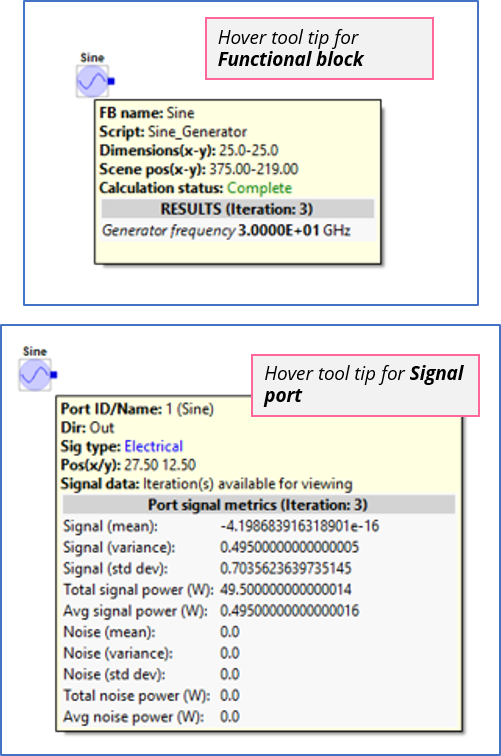 Hover tool tip for
Functional block
Sine
FB name: Sine
Script: Sine_Generator
Dimensions(x-y): 25.0-25.0
Scene pos(x-y): 375.00-219.00
Calculation status: Complete
RESULTS (Iteration: 3)
Generator frequency 3.0000E+01 GHz
Sine
Hover tool tip for Signal
port
Port ID/Name: 1 (Sine)
Dir: Out
Sig type: Electrical
Pos(x/y): 27.50 12.50
Signal data: Iteration(s) available for viewing
Port signal metrics (Iteration: 3)
Signal (mean): -4.198683916318901e-16
Signal (variance): 0.49500000000000005
Signal (std dev): 0.7035623639735145
Total signal power (W): 49.500000000000014
Avg signal power (W): 0.49500000000000016
Noise (mean): 0.0
Noise (variance): 0.0
Noise (std dev): 0.0
Total noise power (W): 0.0
Avg noise power (W): 0.0